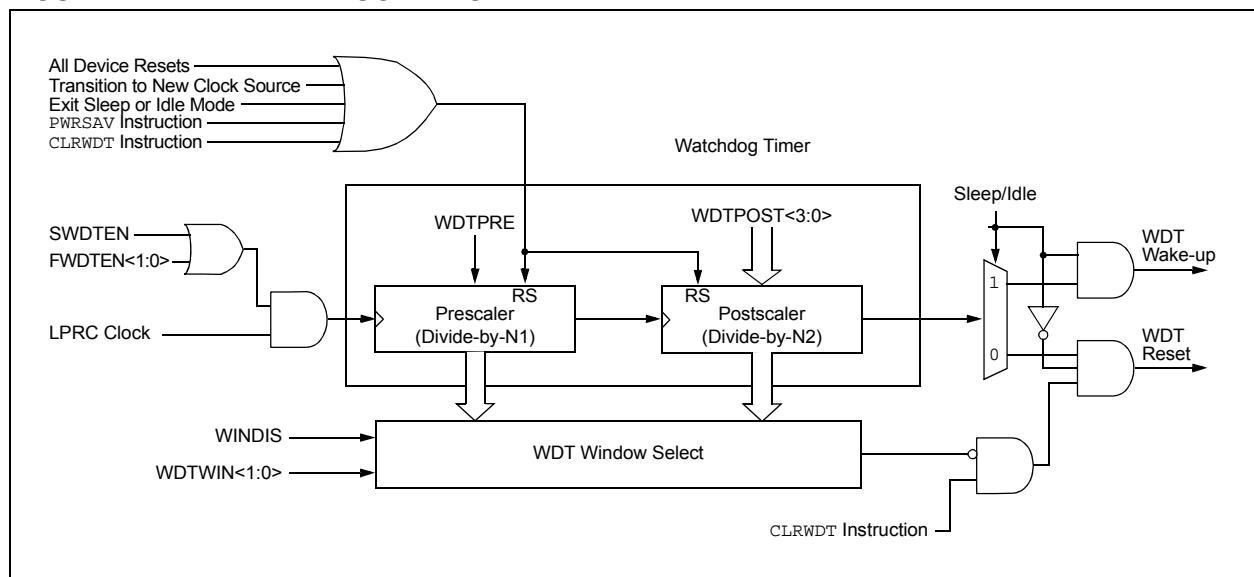 All Device Resets
Transition to New Clock Source
Exit Sleep or Idle Mode
PWRSAV Instruction
CLRWDT Instruction
Watchdog Timer
Sleep/Idle
WDTPRE
WDTPOST<3:0>
SWDTEN
FWDTEN<1:0>
LPRC Clock
RS
Prescaler
(Divide-by-N1)
RS
Postscaler
(Divide-by-N2)
1
0
WDT
Wake-up
WDT
Reset
WINDIS
WDTWIN<1:0>
WDT Window Select
CLRWDT Instruction